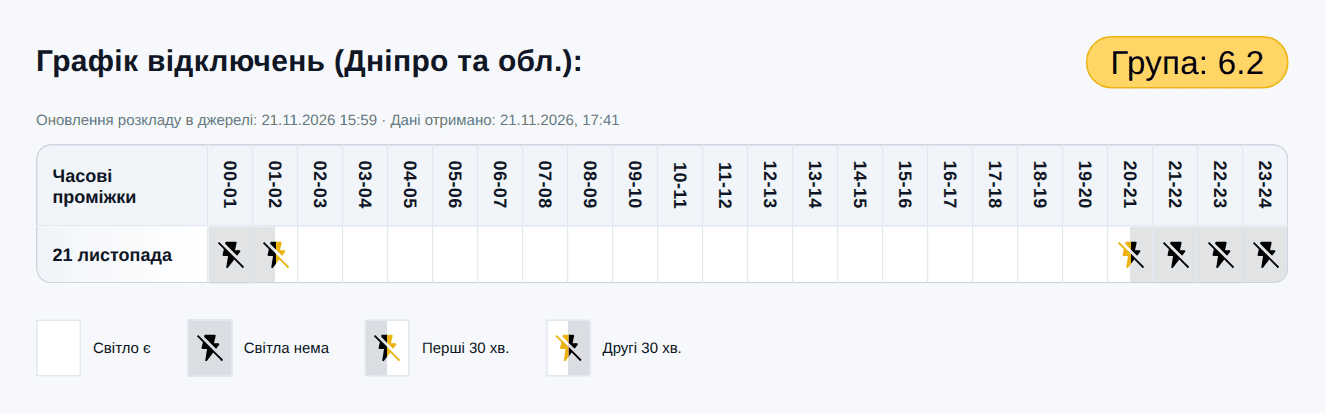 Графік відключень (Дніпро та обл.):
Група: 6.2
Оновлення розкладу в джерелі: 21.11.2026 15:59 · Дані отримано: 21.11.2026, 17:41
Часові
проміжки
00-01
01-02
02-03
03-04
04-05
05-06
06-07
07-08
08-09
09-10
10-11
11-12
12-13
13-14
14-15
15-16
16-17
17-18
18-19
19-20
20-21
21-22
22-23
23-24
21 листопада
Світло є
Світла нема
Перші 30 хв.
Другі 30 хв.